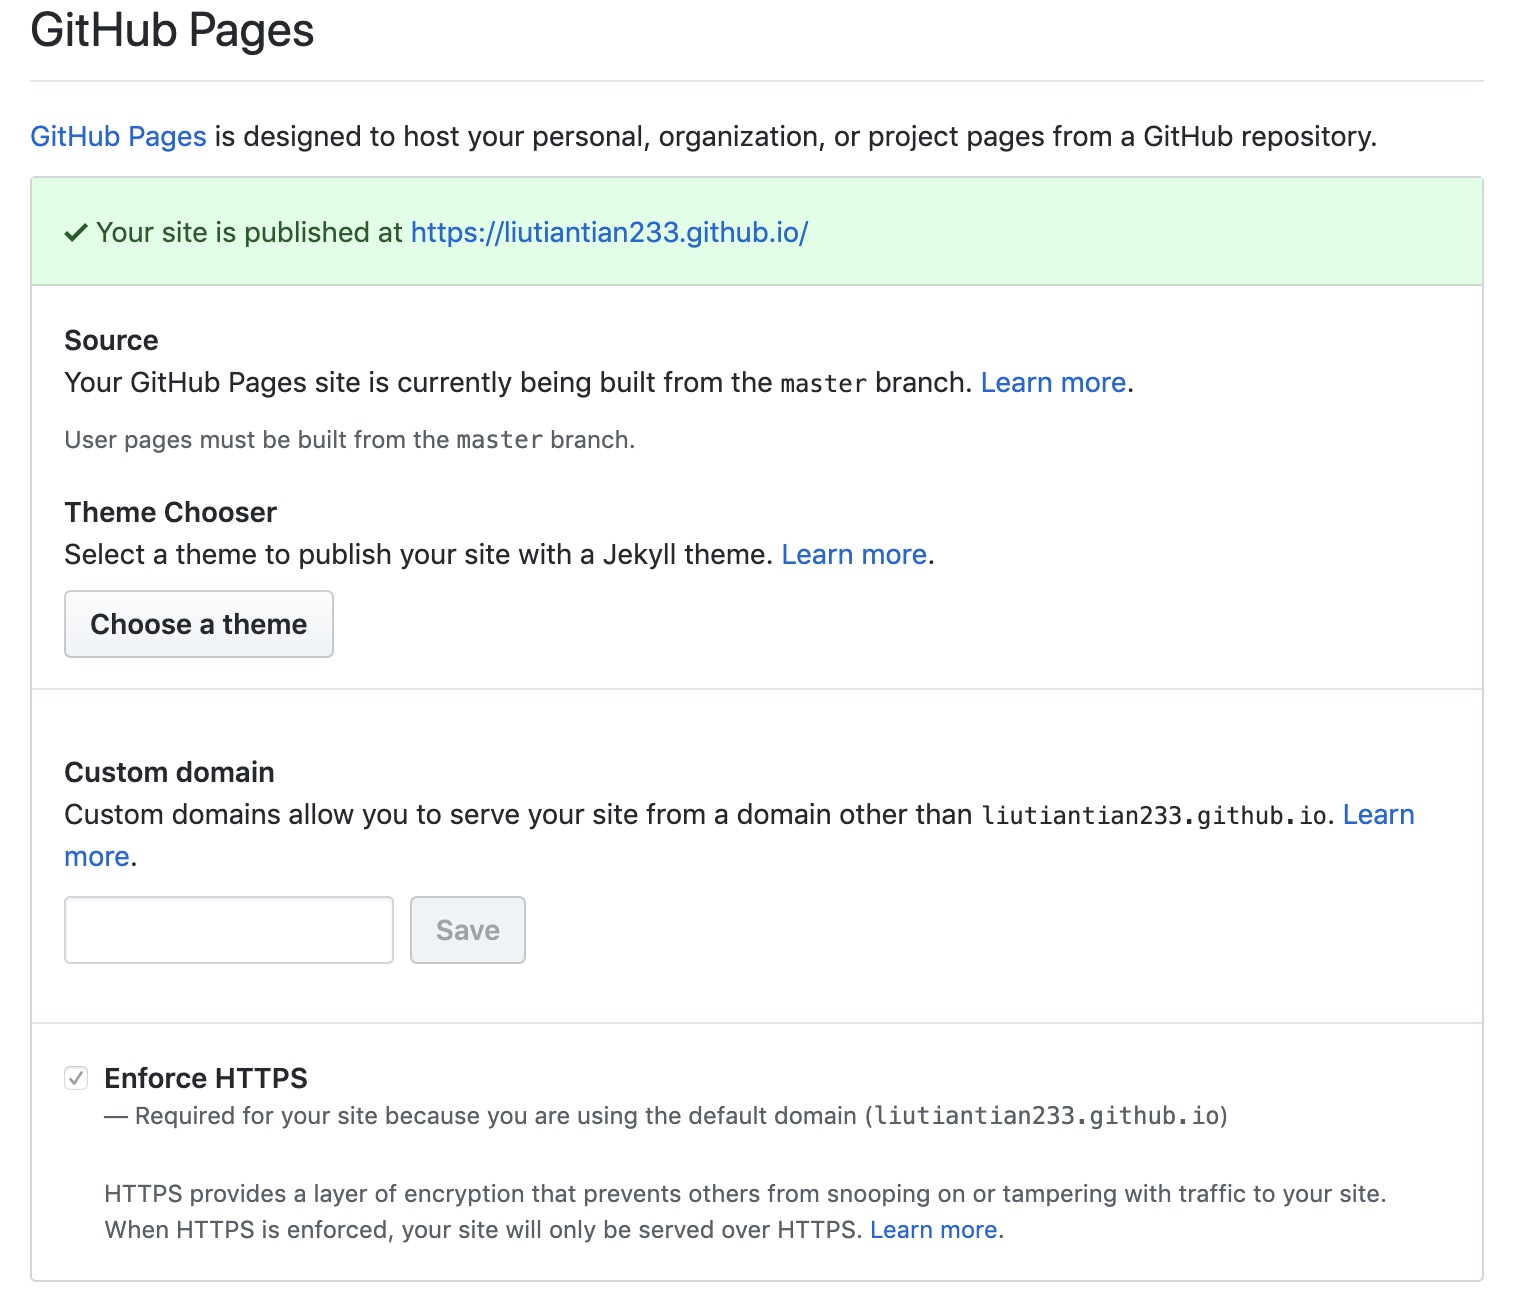 GitHub Pages
GitHub Pages is designed to host your personal, organization, or project pages from a GitHub repository.
Your site is published at https://liutiantian233.github.io/
Source
Your GitHub Pages site is currently being built from the master branch. Learn more.
User pages must be built from the master branch.
Theme Chooser
Select a theme to publish your site with a Jekyll theme. Learn more.
Choose a theme
Custom domain
Custom domains allow you to serve your site from a domain other than liutiantian233.github.io. Learn
more.
Save
Enforce HTTPS
— Required for your site because you are using the default domain (liutiantian233.github.io)
HTTPS provides a layer of encryption that prevents others from snooping on or tampering with traffic to your site.
When HTTPS is enforced, your site will only be served over HTTPS. Learn more.